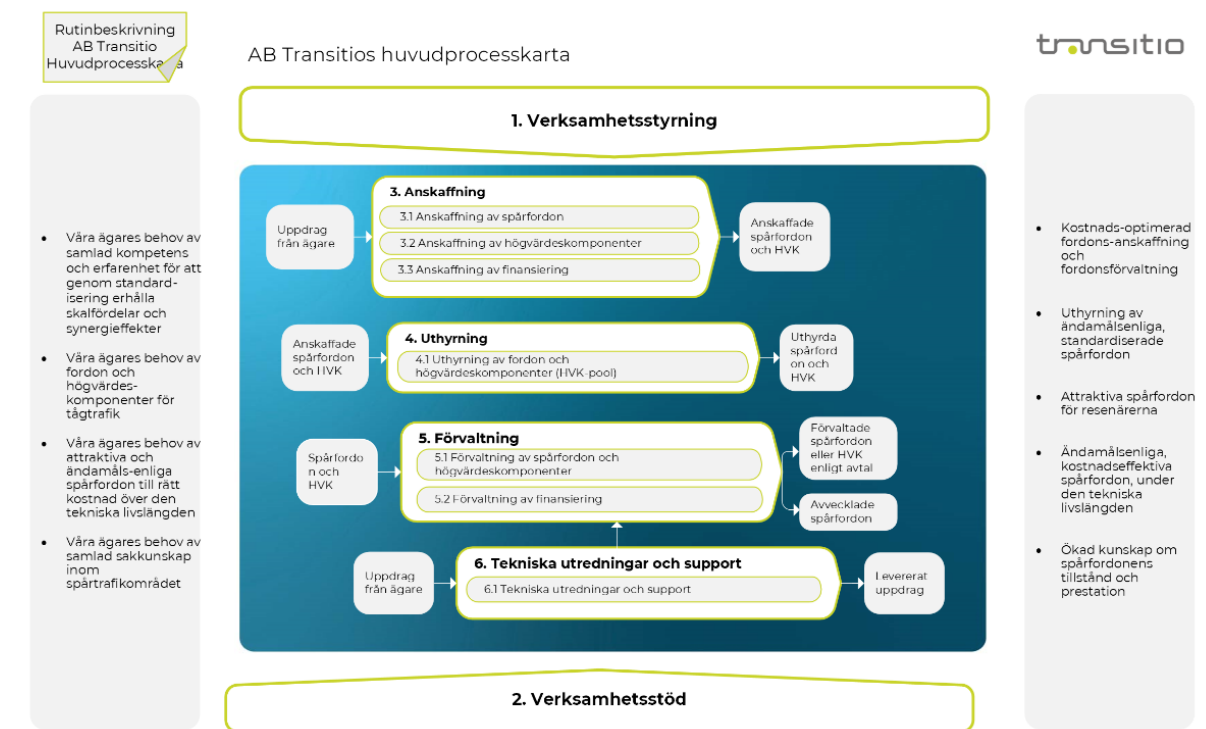 Rutinbeskrivning
AB Transitio
Huvudprocesskarta
AB Transitios huvudprocesskarta
transitio
1. Verksamhetsstyrning
• Våra ägares behov av
samlad kompetens
och erfarenhet för att
genom standard-
isering erhålla
skalfördelar och
synergieffekter
• Våra ägares behov av
fordon och
högvärdes-
komponenter för
tågtrafik
• Våra ägares behov av
attraktiva och
ändamåls-enliga
spårfordon till rätt
kostnad över den
tekniska livslängden
• Våra ägares behov av
samlad sakkunskap
inom
spårtrafikområdet
Uppdrag
från ägare
3. Anskaffning
3.1 Anskaffning av spårfordon
3.2 Anskaffning av högvärdeskomponenter
3.3 Anskaffning av finansiering
Anskaffade
spårfordon
och HVK
Anskaffade
spårfordon
och HVK
4. Uthyrning
4.1 Uthyrning av fordon och
högvärdeskomponenter (HVK-pool)
Uthyrda
spårford
on och
HVK
Spårfordo
n och
HVK
5. Förvaltning
5.1 Förvaltning av spårfordon och
högvärdeskomponenter
5.2 Förvaltning av finansiering
Förvaltade
spårfordon
eller HVK
enligt avtal
Avvecklade
spårfordon
Uppdrag
från ägare
6. Tekniska utredningar och support
6.1 Tekniska utredningar och support
Levererat
uppdrag
• Kostnads-optimerad
fordons-anskaffning
och
fordonsförvaltning
• Uthyrning av
ändamålsenliga,
standardiserade
spårfordon
• Attraktiva spårfordon
för resenärerna
• Ändamålsenliga,
kostnadseffektiva
spårfordon, under
den tekniska
livslängden
• Ökad kunskap om
spårfordonens
tillstånd och
prestation
2. Verksamhetsstöd